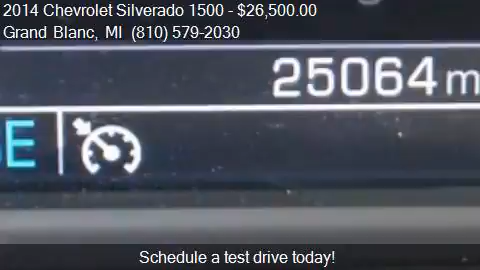 2014 Chevrolet Silverado 1500 - $26,500.00
Grand Blanc, MI (810) 579-2030
25064 m
E
Schedule a test drive today!